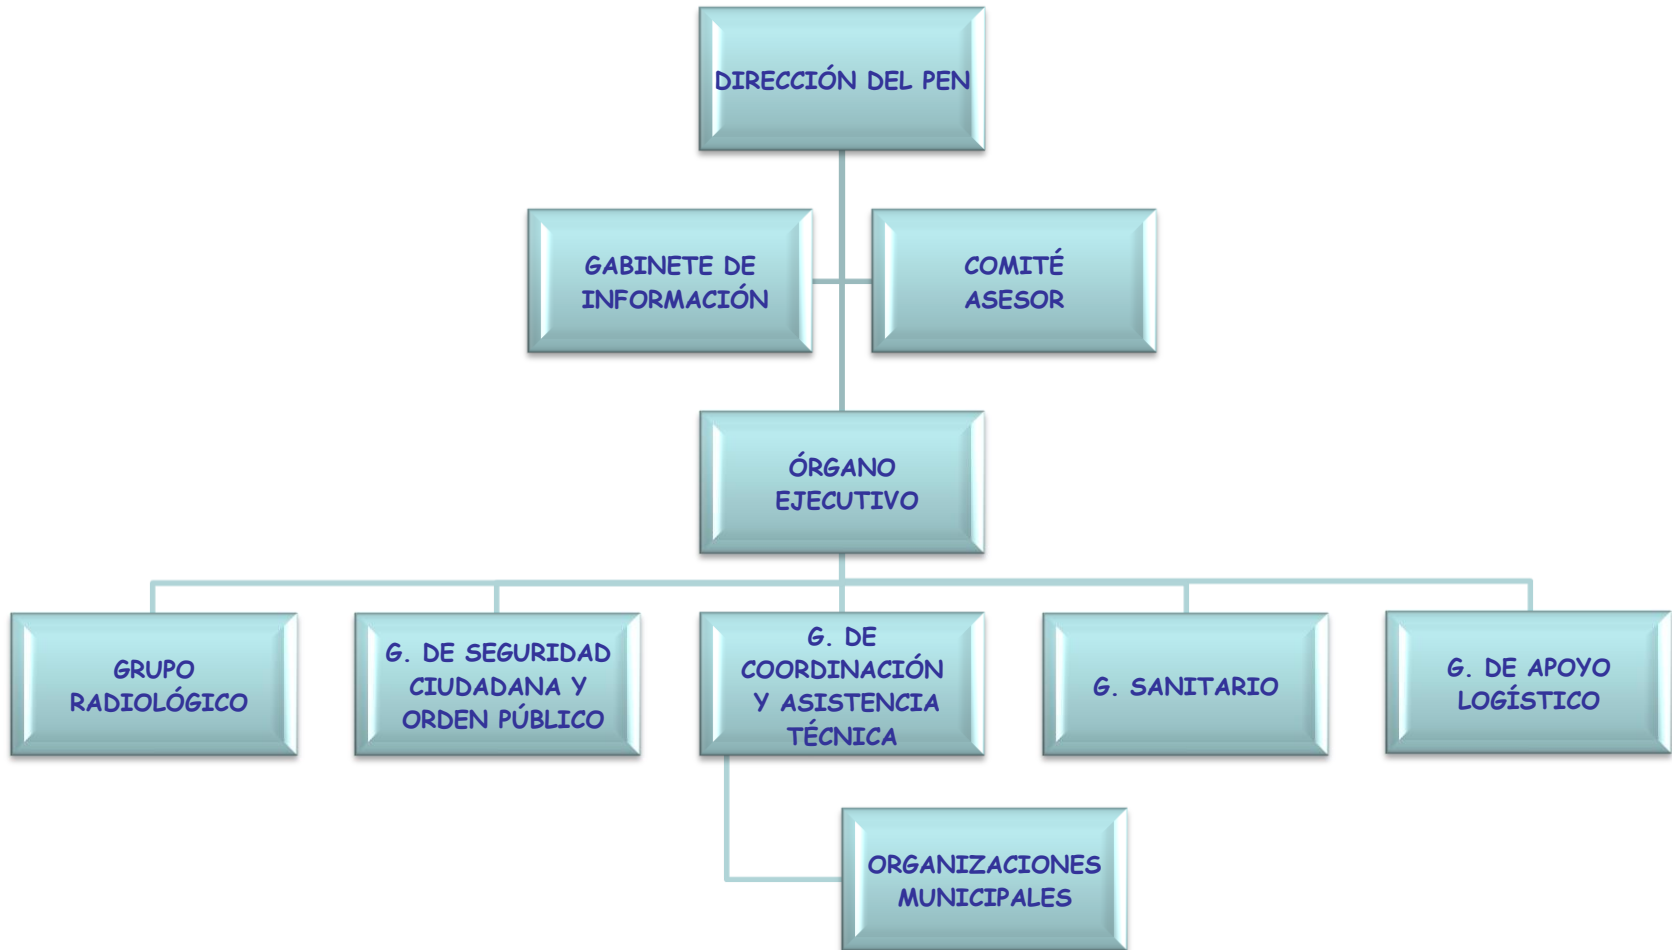 DIRECCIÓN DEL PEN
GABINETE DE
INFORMACIÓN
COMITÉ
ASESOR
ÓRGANO
EJECUTIVO
GRUPO
RADIOLÓGICO
G. DE SEGURIDAD
CIUDADANA Y
ORDEN PÚBLICO
G. DE
COORDINACIÓN
Y ASISTENCIA
TÉCNICA
G. SANITARIO
G. DE APOYO
LOGÍSTICO
ORGANIZACIONES
MUNICIPALES